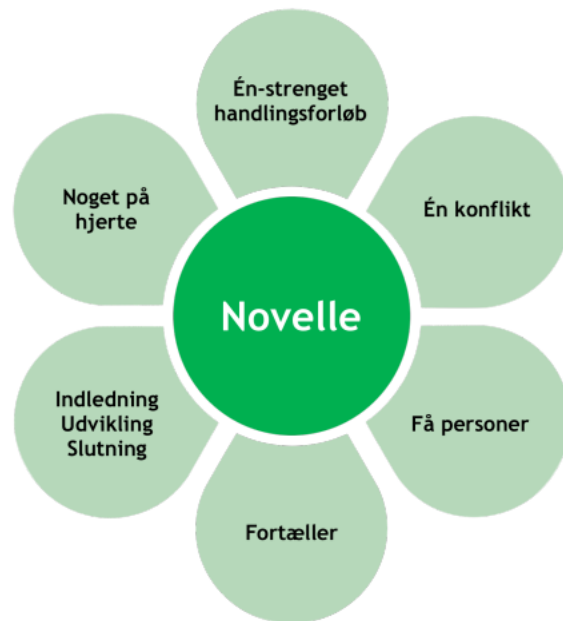 Én-strenget
handlingsforløb
Noget på
hjerte
Én konflikt
Novelle
Indledning
Udvikling
Slutning
Få personer
Fortæller